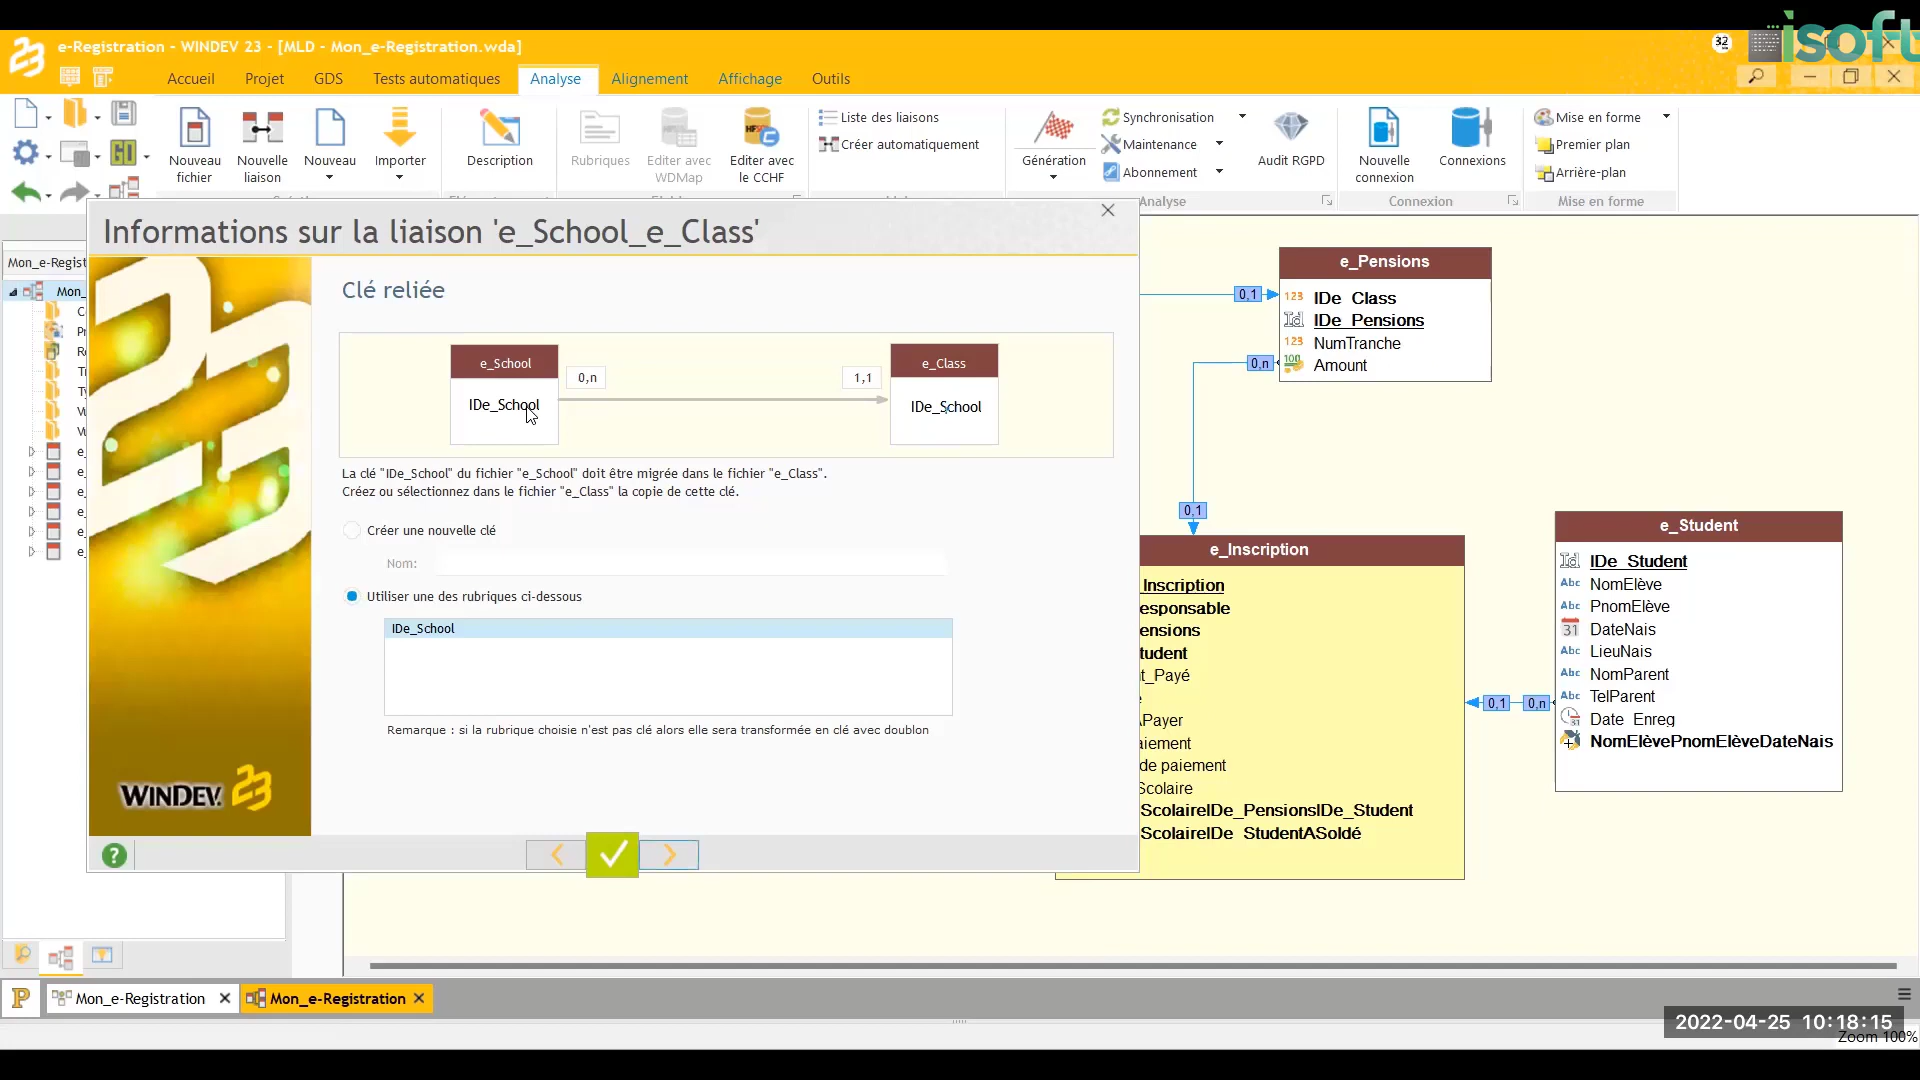 isoft
e-Registration - WINDEV 23 - [MLD - Mon_e-Registration.wda]
32
Accueil
Projet
GDS
Tests automatiques
Analyse
Alignement
Affichage
Outils
Nouveau
fichier
Nouvelle
liaison
Nouveau
Importer
Description
Rubriques
Editer avec
WDMap
Editer avec
le CCHF
Liste des liaisons
Créer automatiquement
Génération
Synchronisation
Maintenance
Abonnement
Audit RGPD
Nouvelle
connexion
Connexions
Mise en forme
Premier plan
Arrière-plan
Analyse
Connexion
Mise en forme
Informations sur la liaison 'e_School_e_Class'
Mon_e-Regist
Mon_
Clé reliée
e_School
0,n
1,1
e_Class
IDe_School
IDe_School
La clé "IDe_School" du fichier "e_School" doit être migrée dans le fichier "e_Class".
Créez ou sélectionnez dans le fichier "e_Class" la copie de cette clé.
Créer une nouvelle clé
Nom:
Utiliser une des rubriques ci-dessous
IDe_School
Remarque : si la rubrique choisie n'est pas clé alors elle sera transformée en clé avec doublon
WINDEV. 23
e_Pensions
0,1
IDe_Class
IDe_Pensions
NumTranche
0,n
Amount
0,1
e_Inscription
_Inscription
esponsable
ensions
tudent
t_Payé
e
APayer
aiement
de paiement
Scolaire
ScolaireIDe_PensionsIDe_Student
ScolaireIDe_StudentASoldé
0,1
0,n
e_Student
IDe_Student
NomElève
PnomElève
DateNais
LieuNais
NomParent
TelParent
Date_Enreg
NomElèvePnomElèveDateNais
Mon_e-Registration
Mon_e-Registration
2022-04-25 10:18:15
Zoom 100%